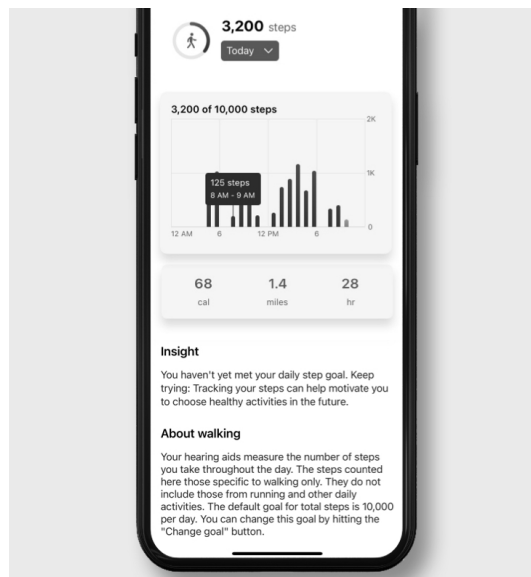 3,200 steps
Today
3,200 of 10,000 steps
2K
125 steps
8 AM - 9 AM
1K
0
12 AM 6 12 PM 6
68 1.4 28
cal miles hr
Insight
You haven't yet met your daily step goal. Keep
trying: Tracking your steps can help motivate you
to choose healthy activities in the future.
About walking
Your hearing aids measure the number of steps
you take throughout the day. The steps counted
here those specific to walking only. They do not
include those from running and other daily
activities. The default goal for total steps is 10,000
per day. You can change this goal by hitting the
"Change goal" button.